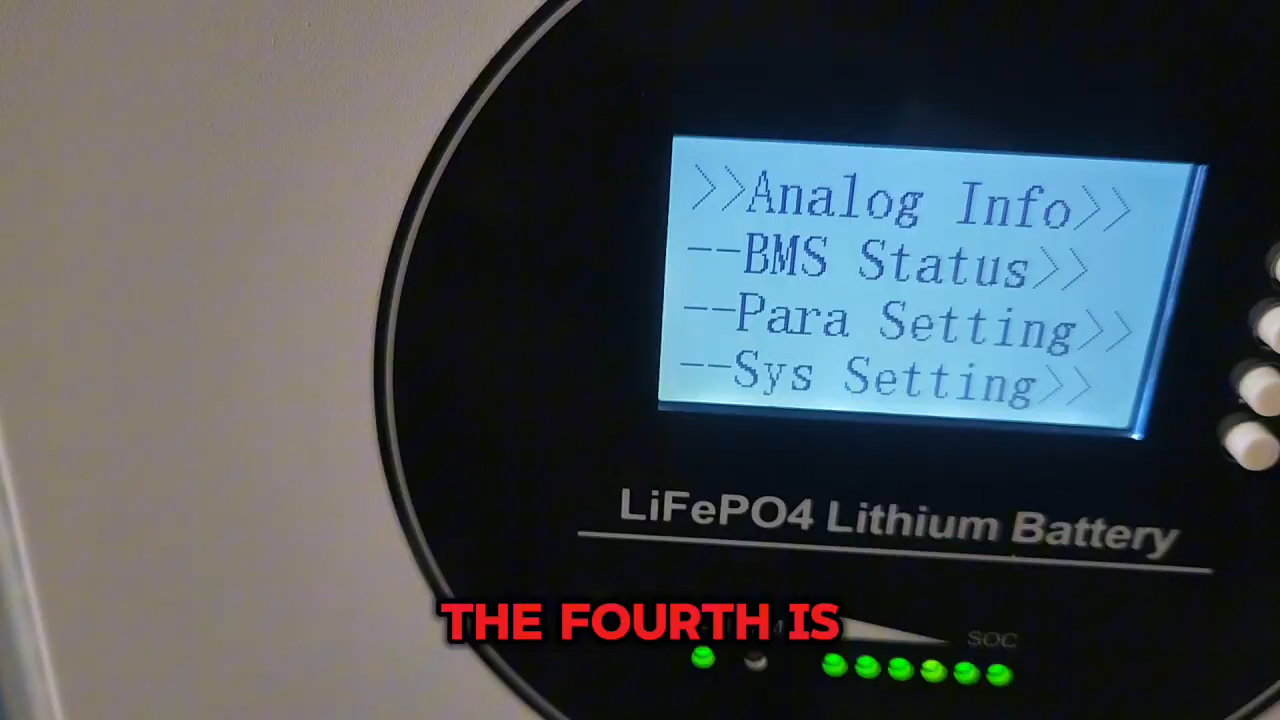 >>Analog Info>>
--BMS Status>>
--Para Setting>>
--Sys Setting>>
LiFePO4 Lithium Battery
THE FOURTH IS
SOC